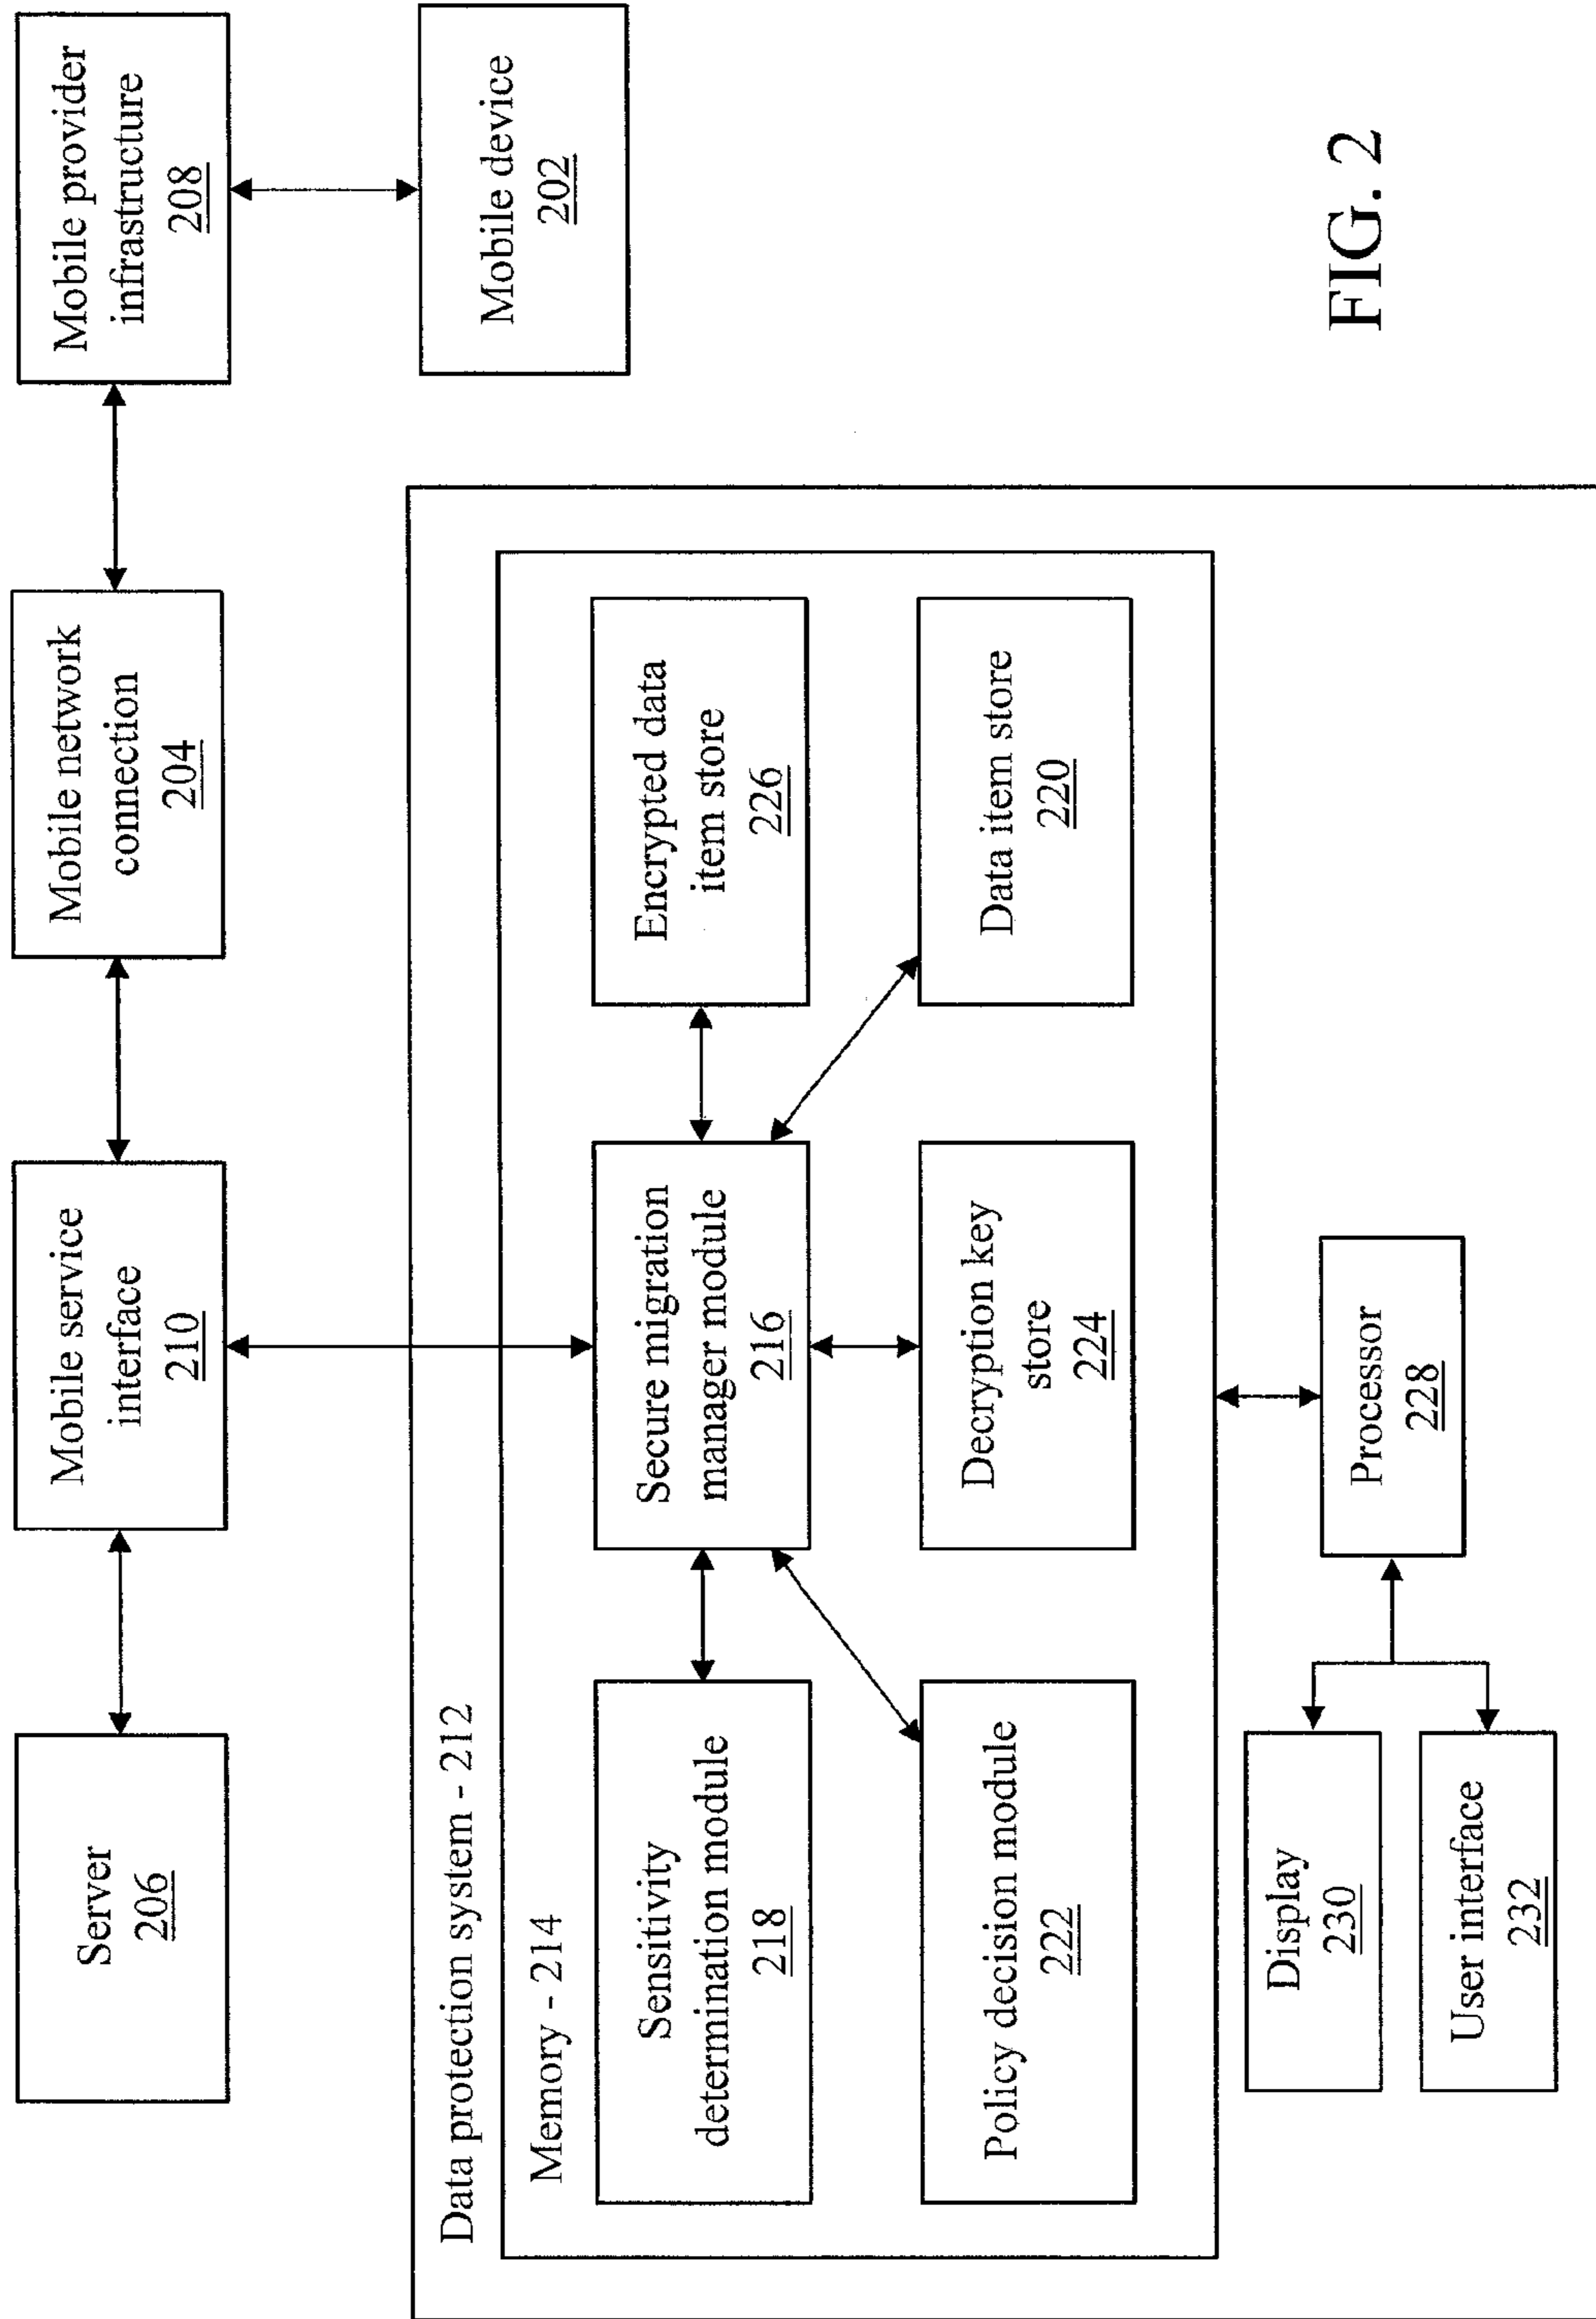 Server
206
Mobile service
interface
210
Mobile network
connection
204
Mobile provider
infrastructure
208
Mobile device
202
Data protection system - 212
Memory - 214
Sensitivity
determination module
218
Secure migration
manager module
216
Encrypted data
item store
226
Policy decision module
222
Decryption key
store
224
Data item store
220
Display
230
User interface
232
Processor
228
FIG. 2